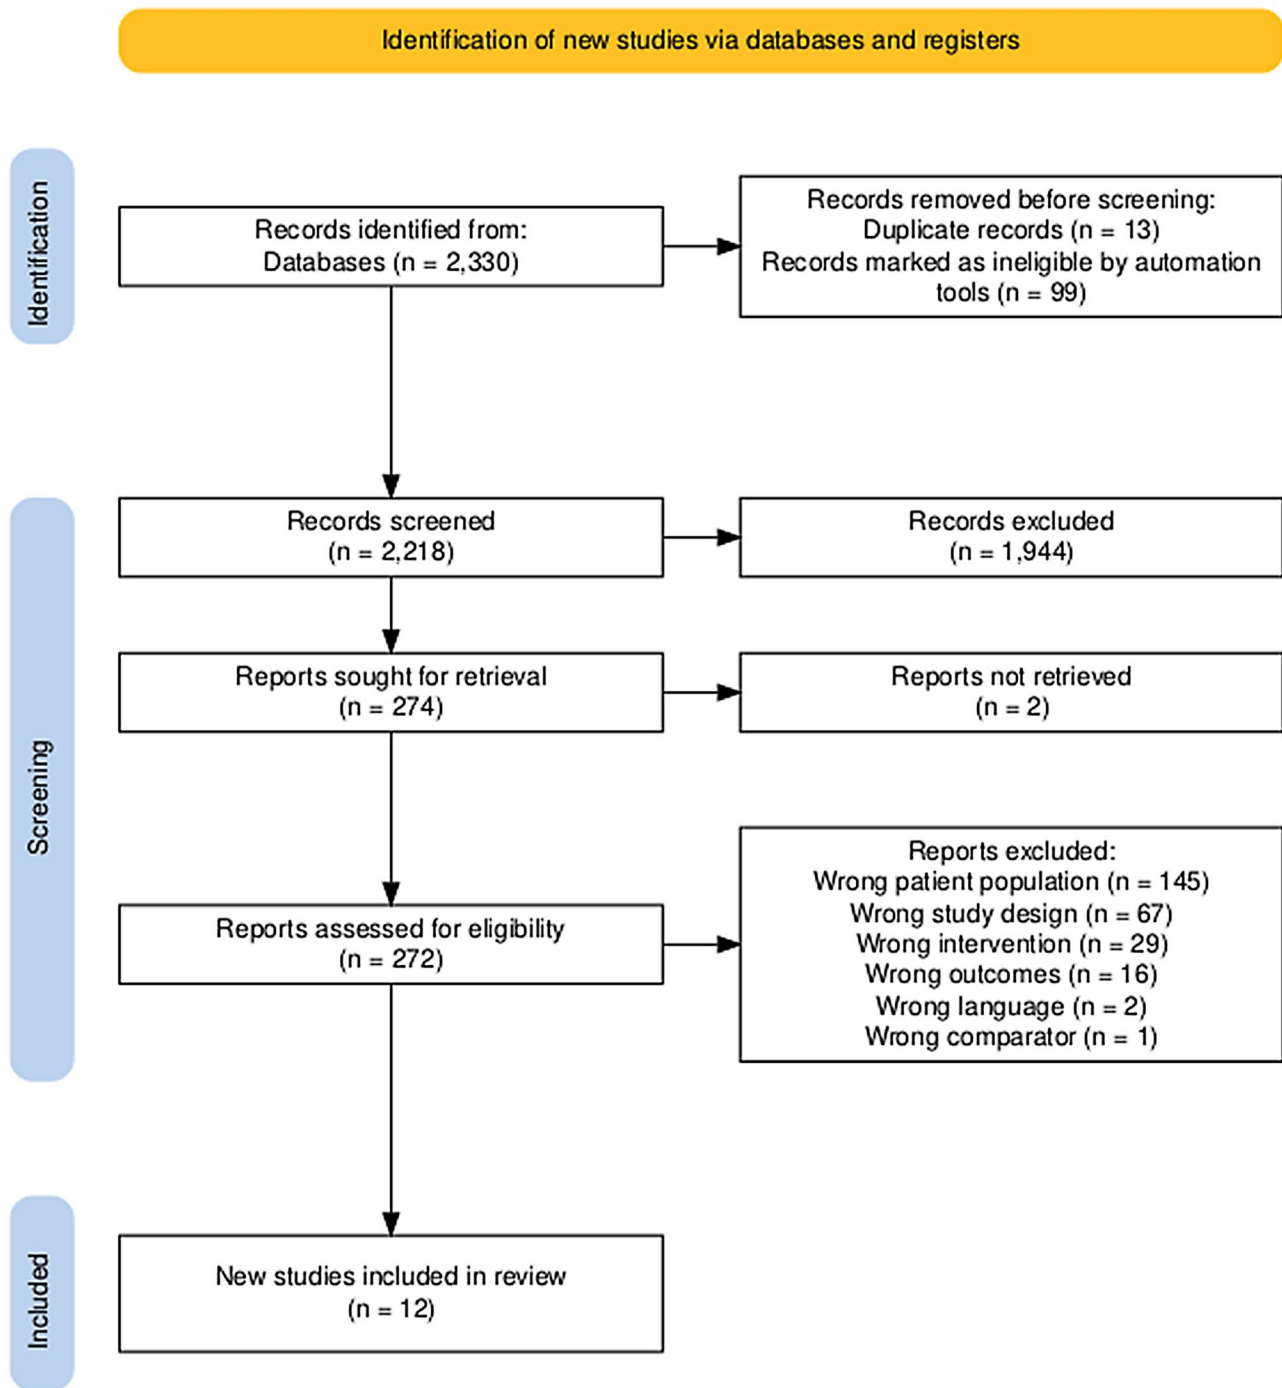 Identification of new studies via databases and registers
Identification
Records identified from:
Databases (n = 2,330)
Records removed before screening:
Duplicate records (n = 13)
Records marked as ineligible by automation
tools (n = 99)
Screening
Records screened
(n = 2,218)
Records excluded
(n = 1,944)
Reports sought for retrieval
(n = 274)
Reports not retrieved
(n = 2)
Reports assessed for eligibility
(n = 272)
Reports excluded:
Wrong patient population (n = 145)
Wrong study design (n = 67)
Wrong intervention (n = 29)
Wrong outcomes (n = 16)
Wrong language (n = 2)
Wrong comparator (n = 1)
Included
New studies included in review
(n = 12)